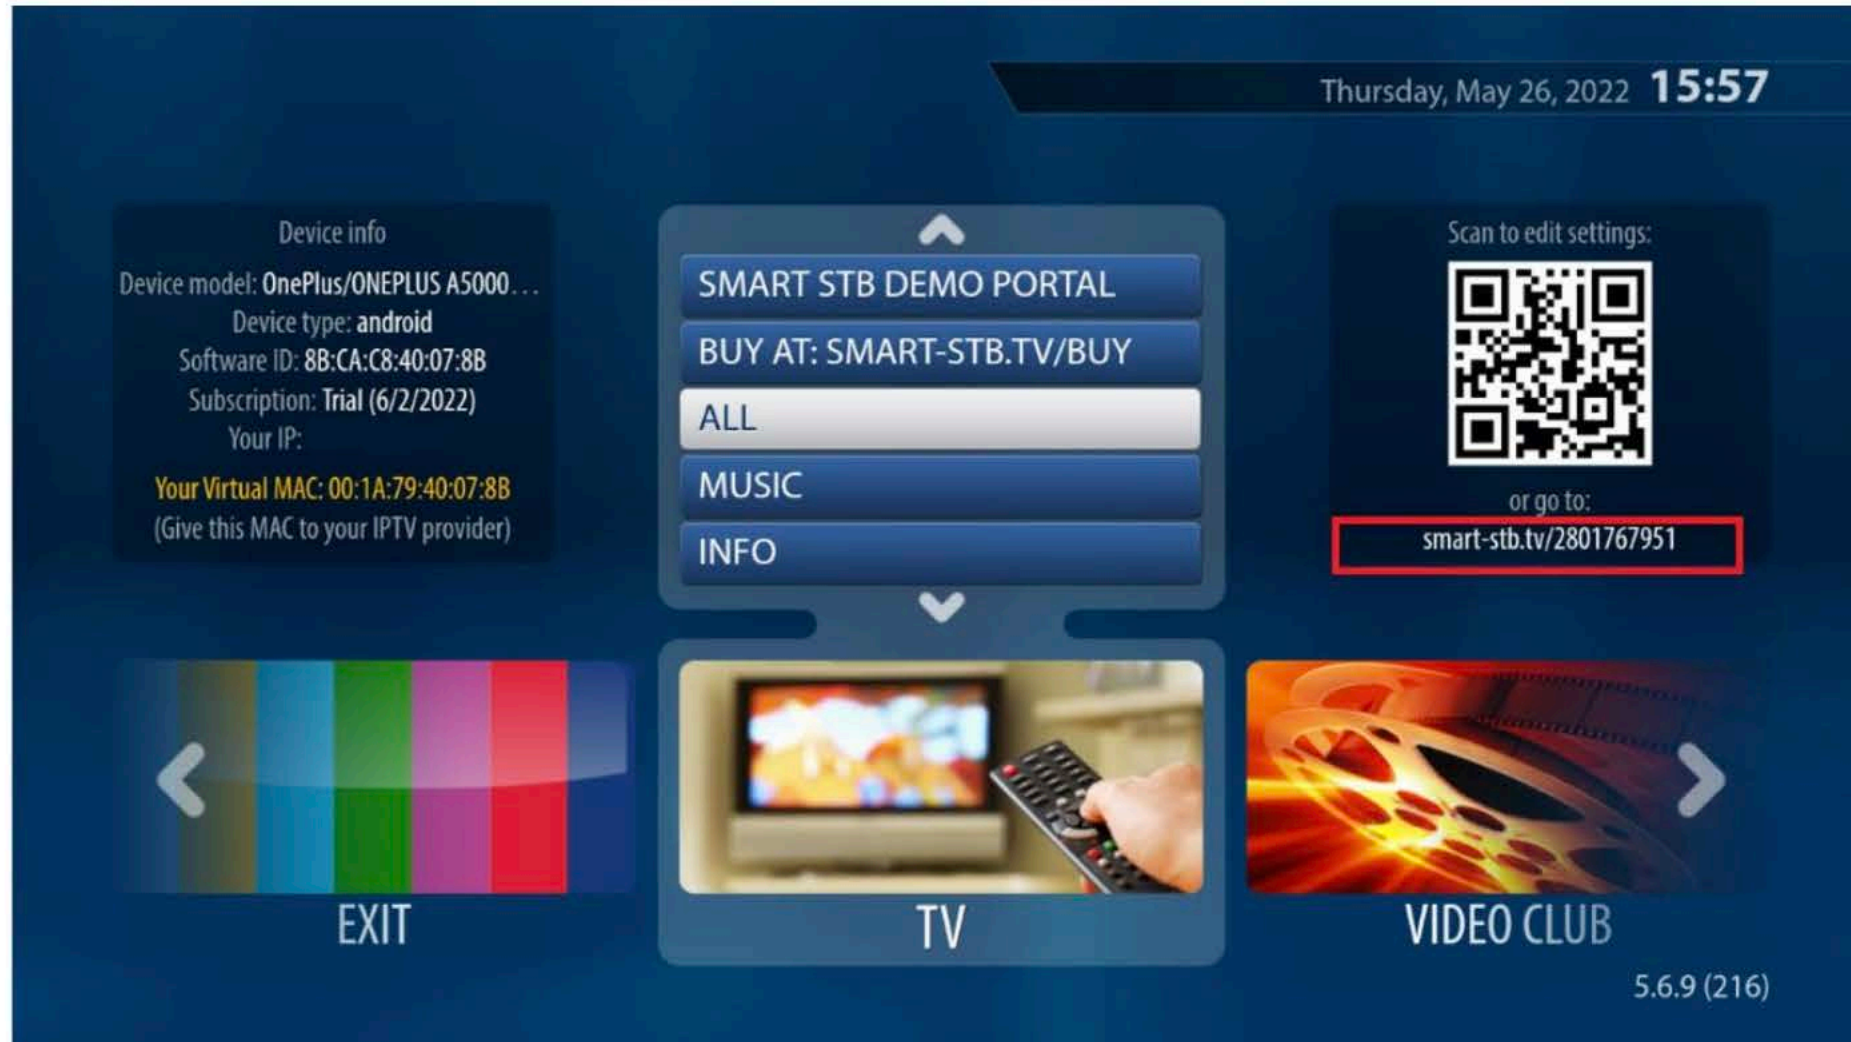 Thursday, May 26, 2022 15:57
Device info
Device model: OnePlus/ONEPLUS A5000...
Device type: android
Software ID: 8B:CA:C8:40:07:8B
Subscription: Trial (6/2/2022)
Your IP:
Your Virtual MAC: 00:1A:79:40:07:8B
(Give this MAC to your IPTV provider)
SMART STB DEMO PORTAL
BUY AT: SMART-STB.TV/BUY
ALL
MUSIC
INFO
Scan to edit settings:
or go to:
smart-stb.tv/2801767951
EXIT
TV
VIDEO CLUB
5.6.9 (216)